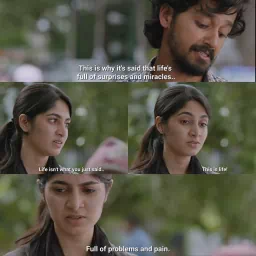 This is why it's said that life's
full of surprises and miracles..
Life isn't what you just said..
This is life!
Full of problems and pain.